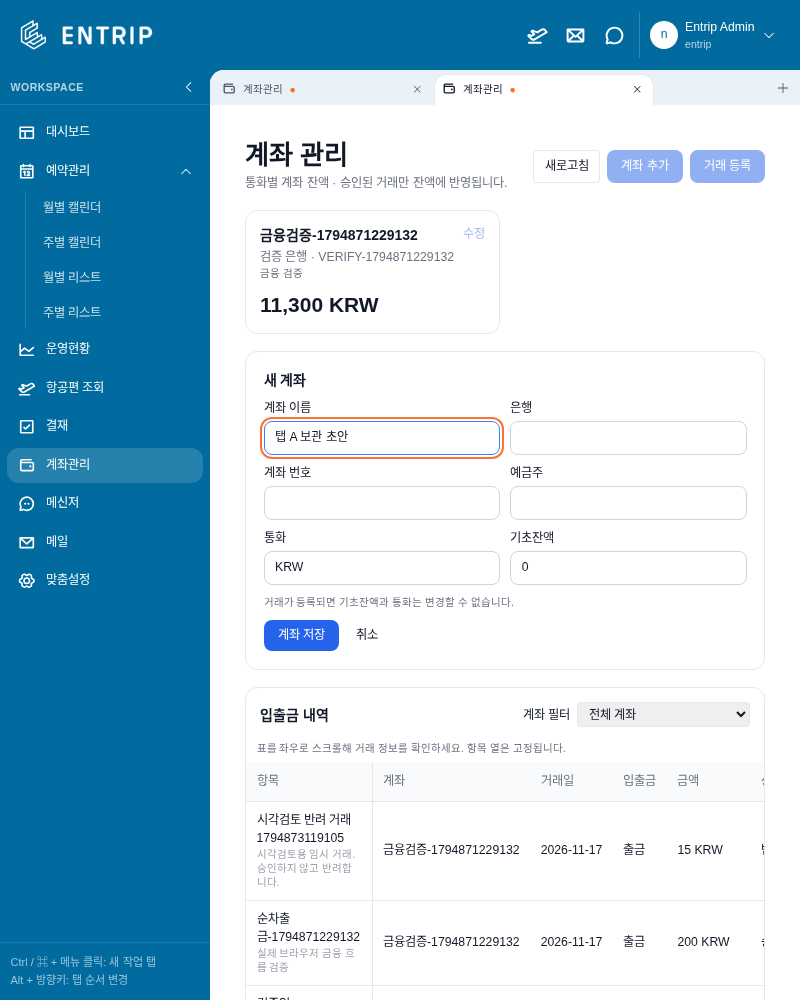 ENTRIP
n
Entrip Admin
entrip
WORKSPACE
계좌관리
계좌관리
대시보드
예약관리
월별 캘린더
주별 캘린더
월별 리스트
주별 리스트
운영현황
항공편 조회
결재
계좌관리
메신저
메일
맞춤설정
Ctrl / ⌘ + 메뉴 클릭: 새 작업 탭
Alt + 방향키: 탭 순서 변경
계좌 관리
통화별 계좌 잔액 · 승인된 거래만 잔액에 반영됩니다.
새로고침
계좌 추가
거래 등록
금융검증-1794871229132
수정
검증 은행 · VERIFY-1794871229132
금융 검증
11,300 KRW
새 계좌
계좌 이름
은행
탭 A 보관 초안
계좌 번호
예금주
통화
기초잔액
KRW
0
거래가 등록되면 기초잔액과 통화는 변경할 수 없습니다.
계좌 저장
취소
입출금 내역
계좌 필터
전체 계좌
표를 좌우로 스크롤해 거래 정보를 확인하세요. 항목 열은 고정됩니다.
항목
계좌
거래일
입출금
금액
시각검토 반려 거래
1794873119105
시각검토용 임시 거래.
승인하지 않고 반려합
니다.
금융검증-1794871229132
2026-11-17
출금
15 KRW
순차출
금-1794871229132
실제 브라우저 금융 흐
름 검증
금융검증-1794871229132
2026-11-17
출금
200 KRW